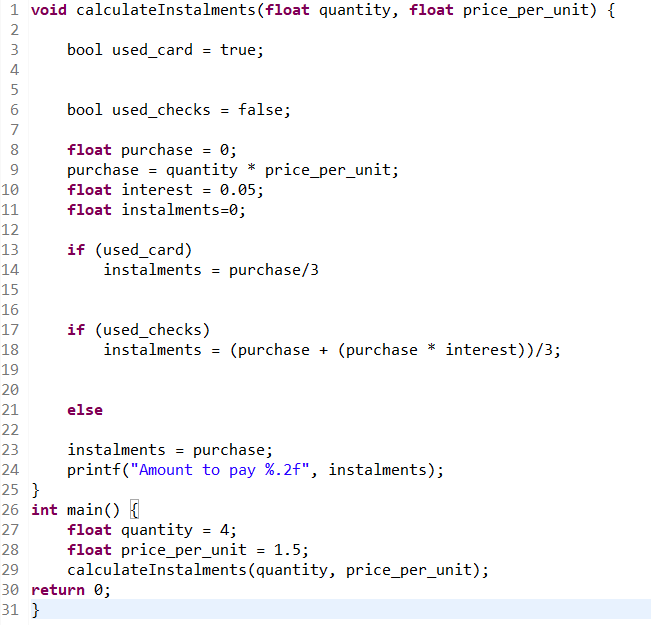 1 void calculateInstalments(float quantity, float price_per_unit) {
2
3     bool used_card = true;
4
5
6     bool used_checks = false;
7
8     float purchase = 0;
9     purchase = quantity * price_per_unit;
10     float interest = 0.05;
11     float instalments=0;
12
13     if (used_card)
14         instalments = purchase/3
15
16
17     if (used_checks)
18         instalments = (purchase + (purchase * interest))/3;
19
20
21     else
22
23     instalments = purchase;
24     printf("Amount to pay %.2f", instalments);
25 }
26 int main() {
27     float quantity = 4;
28     float price_per_unit = 1.5;
29     calculateInstalments(quantity, price_per_unit);
30 return 0;
31 }